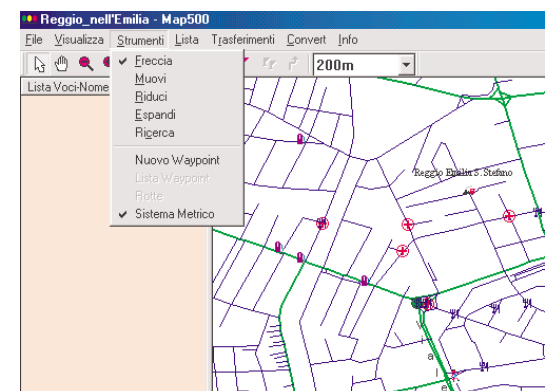 Reggio_nell'Emilia - Map500
File Visualizza Strumenti Lista Trasferimenti Convert Info
200m
Lista Voci-Nome
Freccia
Muovi
Riduci
Espandi
Ricerca
Nuovo Waypoint
Lista Waypoint
Rotte
Sistema Metrico
Reggio Emilia S. Stefano
V
i
a
l
e